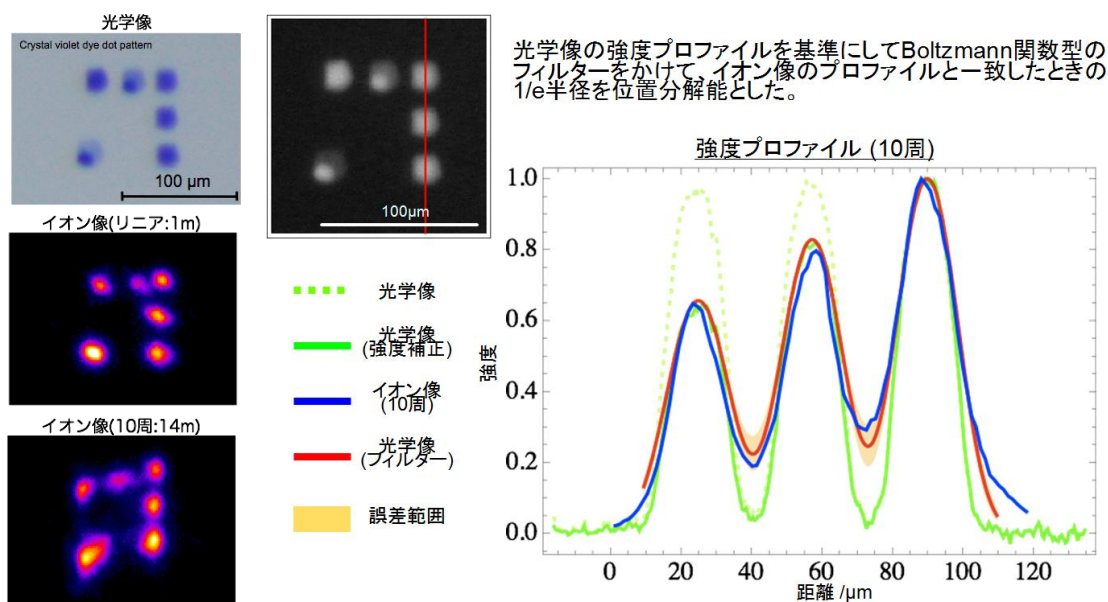 光学像
Crystal violet dye dot pattern
100 µm
イオン像(リニア:1m)
イオン像(10周:14m)
100µm
光学像
光学像
(強度補正)
イオン像
(10周)
光学像
(フィルター)
誤差範囲
光学像の強度プロファイルを基準にしてBoltzmann関数型の
フィルターをかけて、イオン像のプロファイルと一致したときの
1/e半径を位置分解能とした。
強度プロファイル (10周)
強度
1.0
0.8
0.6
0.4
0.2
0.0
0 20 40 60 80 100 120
距離 /µm